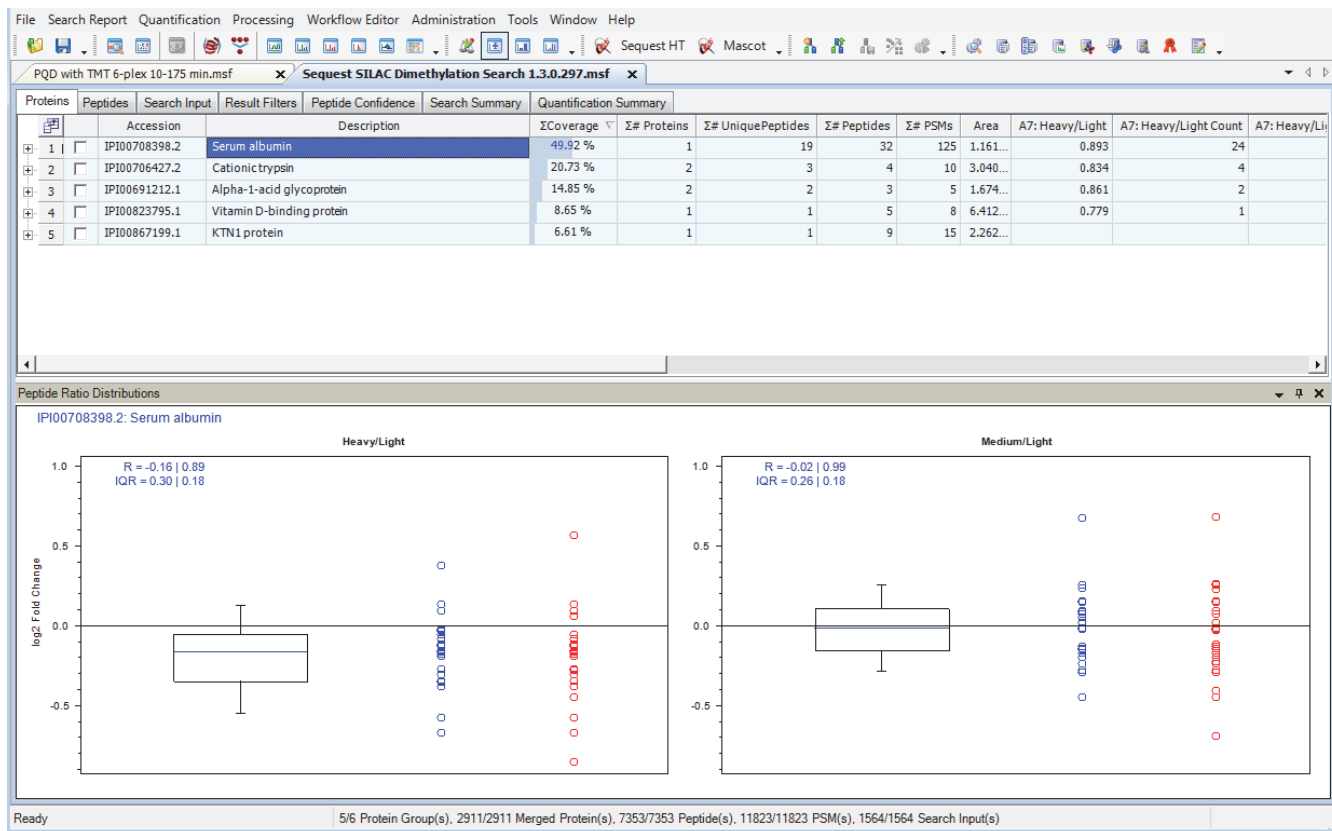 File Search Report Quantification Processing Workflow Editor Administration Tools Window Help
Sequest HT Mascot
PQD with TMT 6-plex 10-175 min.msf x Sequest SILAC Dimethylation Search 1.3.0.297.msf x
Proteins Peptides Search Input Result Filters Peptide Confidence Search Summary Quantification Summary
Accession Description ΣCoverage Σ# Proteins Σ# Unique Peptides Σ# Peptides Σ# PSMs Area A7: Heavy/Light A7: Heavy/Light Count A7: Heavy/Li
1 IPI00708398.2 Serum albumin 49.92 % 1 19 32 125 1.161... 0.893 24
2 IPI00706427.2 Cationic trypsin 20.73 % 2 3 4 10 3.040... 0.834 4
3 IPI00691212.1 Alpha-1-acid glycoprotein 14.85 % 2 2 3 5 1.674... 0.861 2
4 IPI00823795.1 Vitamin D-binding protein 8.65 % 1 1 5 8 6.412... 0.779 1
5 IPI00867199.1 KTN1 protein 6.61 % 1 1 9 15 2.262...
Peptide Ratio Distributions
IPI00708398.2: Serum albumin
Heavy/Light Medium/Light
1.0 R = -0.16 | 0.89 1.0 R = -0.02 | 0.99
IQR = 0.30 | 0.18 IQR = 0.26 | 0.18
0.5 0.5
log2 Fold Change
0.0 0.0
-0.5 -0.5
Ready 5/6 Protein Group(s), 2911/2911 Merged Protein(s), 7353/7353 Peptide(s), 11823/11823 PSM(s), 1564/1564 Search Input(s)